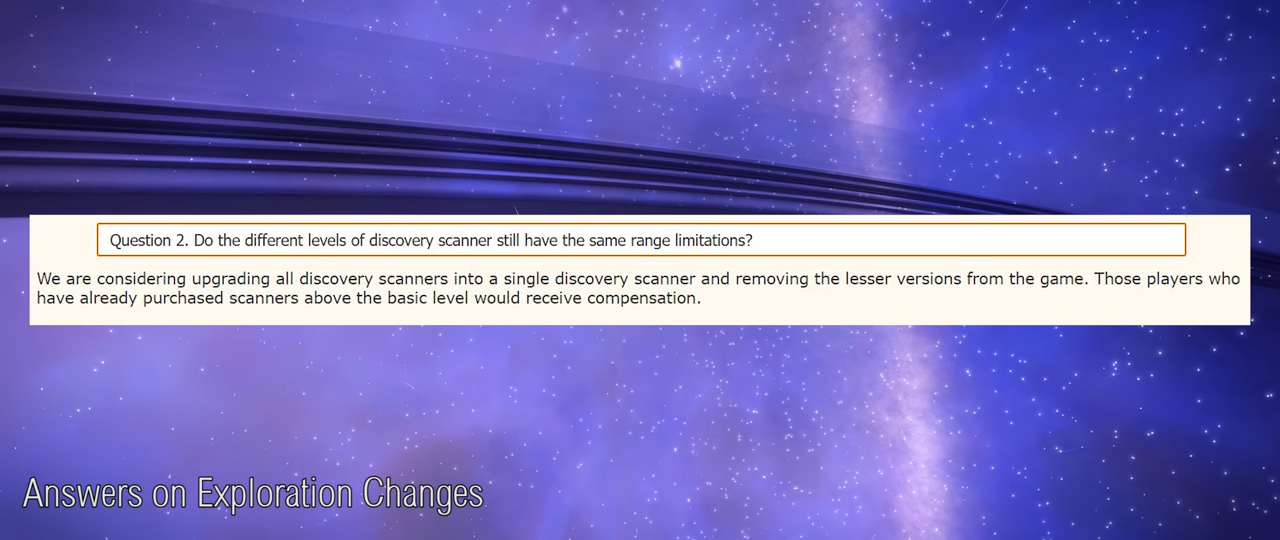 Question 2. Do the different levels of discovery scanner still have the same range limitations?
We are considering upgrading all discovery scanners into a single discovery scanner and removing the lesser versions from the game. Those players who
have already purchased scanners above the basic level would receive compensation.
Answers on Exploration Changes